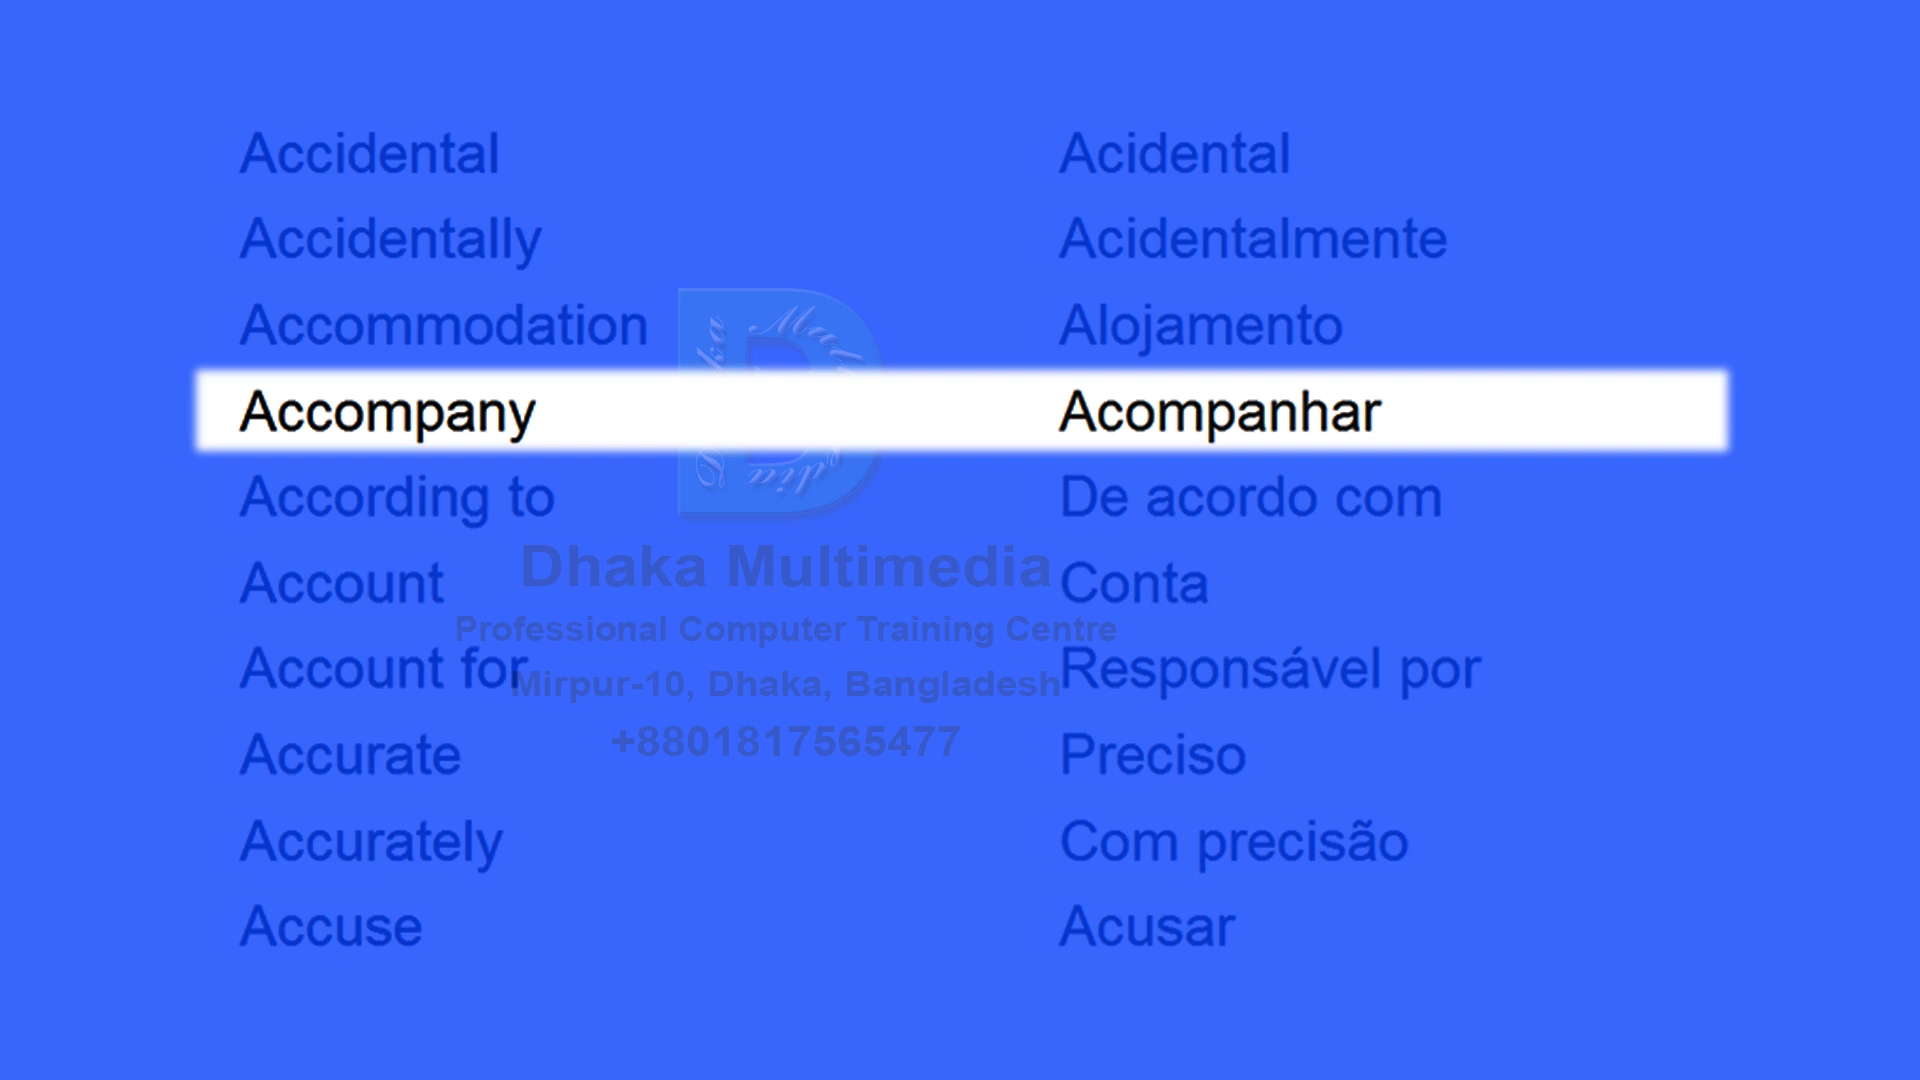 Accidental Acidental
Accidentally Acidentalmente
Accommodation Alojamento
Accompany Acompanhar
According to De acordo com
Account Conta
Account for Responsável por
Accurate Preciso
Accurately Com precisão
Accuse Acusar
Dhaka Multimedia
Professional Computer Training Centre
Mirpur-10, Dhaka, Bangladesh
+8801817565477